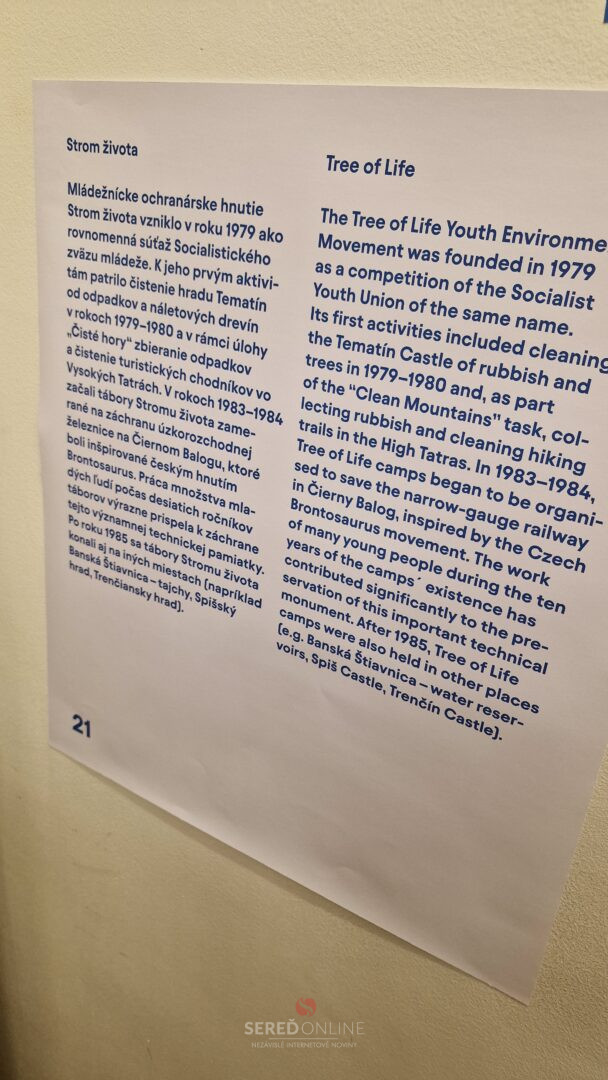 Strom života
Mládežnícke ochranárske hnutie
Strom života vzniklo v roku 1979 ako
rovnomenná súťaž Socialistického
zväzu mládeže. K jeho prvým aktivi-
tám patrilo čistenie hradu Tematín
od odpadkov a náletových drevín
v rokoch 1979–1980 a v rámci úlohy
„Čisté hory“ zbieranie odpadkov
a čistenie turistických chodníkov vo
Vysokých Tatrách. V rokoch 1983–1984
začali tábory Stromu života zame-
rané na záchranu úzkorozchodnej
železnice na Čiernom Balogu, ktoré
boli inšpirované českým hnutím
Brontosaurus. Práca množstva mla-
dých ľudí počas desiatich ročníkov
táborov výrazne prispela k záchrane
tejto významnej technickej pamiatky.
Po roku 1985 sa tábory Stromu života
konali aj na iných miestach (napríklad
Banská Štiavnica – tajchy, Spišský
hrad, Trenčiansky hrad).
Tree of Life
The Tree of Life Youth Environme
Movement was founded in 1979
as a competition of the Socialist
Youth Union of the same name.
Its first activities included cleaning
the Tematín Castle of rubbish and
trees in 1979–1980 and, as part
of the “Clean Mountains” task, col-
lecting rubbish and cleaning hiking
trails in the High Tatras. In 1983–1984,
Tree of Life camps began to be organi-
sed to save the narrow-gauge railway
in Čierny Balog, inspired by the Czech
Brontosaurus movement. The work
of many young people during the ten
years of the camps´ existence has
contributed significantly to the pre-
servation of this important technical
monument. After 1985, Tree of Life
camps were also held in other places
(e.g. Banská Štiavnica – water reser-
voirs, Spiš Castle, Trenčín Castle).
21
SEREĎONLINE
NEZÁVISLÉ INTERNETOVÉ NOVINY